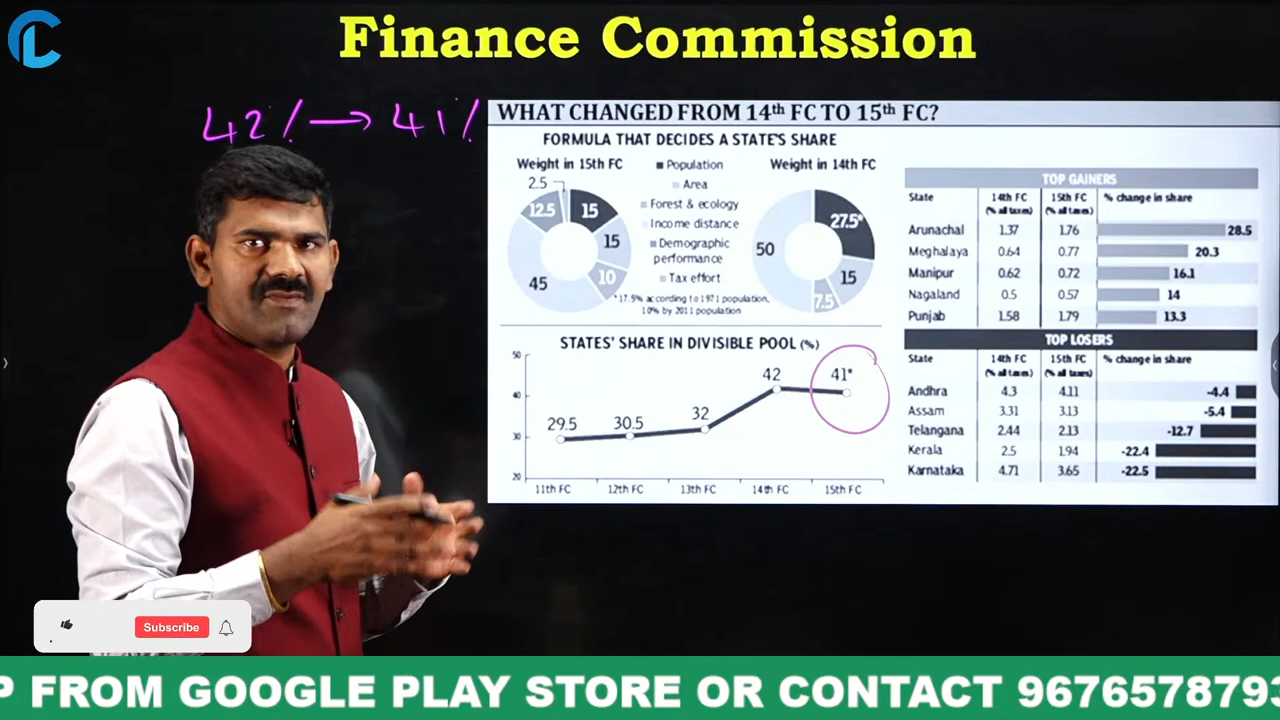 Finance Commission
42% → 41%
WHAT CHANGED FROM 14th FC TO 15th FC?
FORMULA THAT DECIDES A STATE'S SHARE
Weight in 15th FC
2.5
12.5
15
15
10
45
Population
Area
Forest & ecology
Income distance
Demographic
performance
Tax effort
Weight in 14th FC
27.5*
50
15
7.5
*17.5% according to 1971 population,
10% by 2011 population
STATES' SHARE IN DIVISIBLE POOL (%)
50
40
30
20
29.5
30.5
32
42
41*
11th FC
12th FC
13th FC
14th FC
15th FC
TOP GAINERS
State 14th FC 15th FC % change in share
(% all taxes) (% all taxes)
Arunachal 1.37 1.76 28.5
Meghalaya 0.64 0.77 20.3
Manipur 0.62 0.72 16.1
Nagaland 0.5 0.57 14
Punjab 1.58 1.79 13.3
TOP LOSERS
State 14th FC 15th FC % change in share
(% all taxes) (% all taxes)
Andhra 4.3 4.11 -4.4
Assam 3.31 3.13 -5.4
Telangana 2.44 2.13 -12.7
Kerala 2.5 1.94 -22.4
Karnataka 4.71 3.65 -22.5
Subscribe
P FROM GOOGLE PLAY STORE OR CONTACT 9676578793